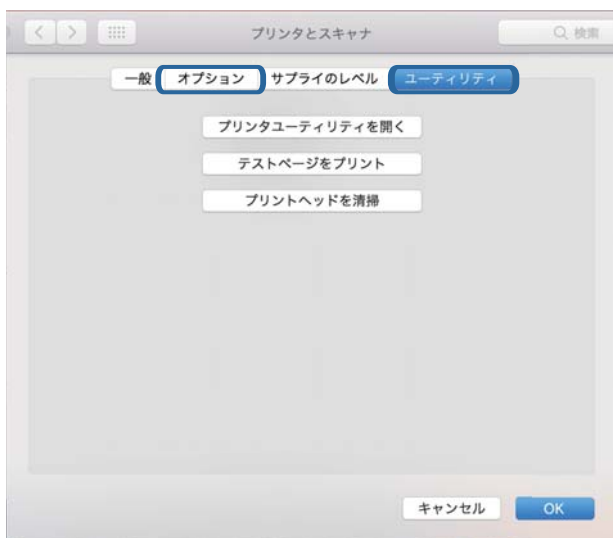 プリンタとスキャナ 検索
一般 オプション サプライのレベル ユーティリティ
プリンタユーティリティを開く
テストページをプリント
プリントヘッドを清掃
キャンセル OK